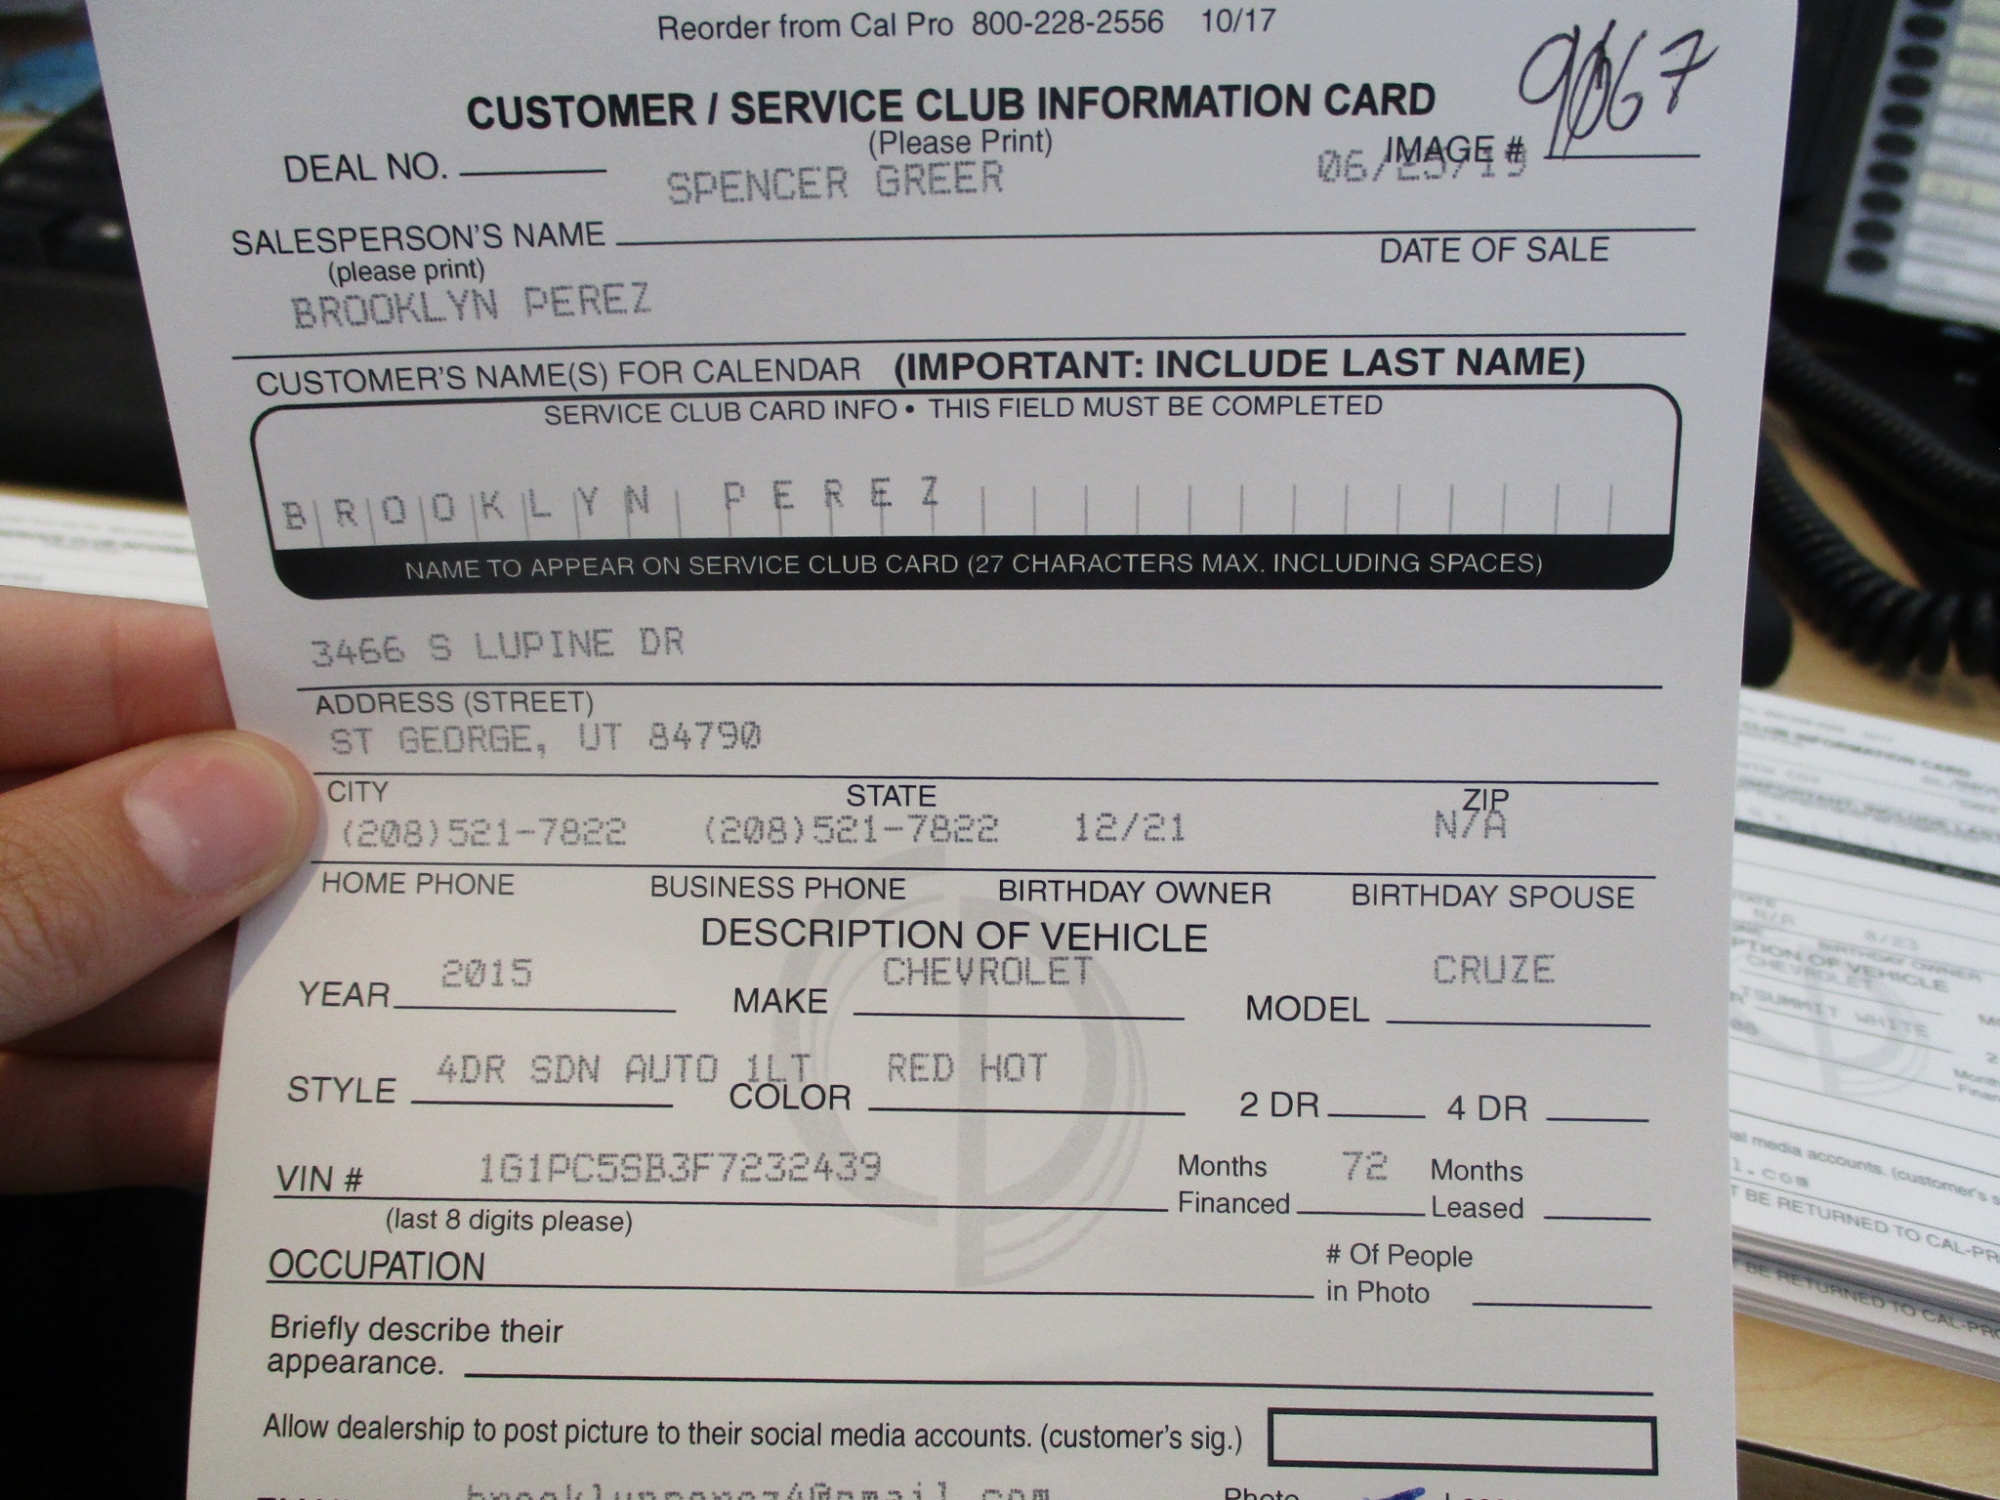 Reorder from Cal Pro 800-228-2556 10/17
9067
CUSTOMER / SERVICE CLUB INFORMATION CARD
(Please Print)
DEAL NO. IMAGE #
SPENCER GREER 06/25/19
SALESPERSON'S NAME DATE OF SALE
(please print)
BROOKLYN PEREZ
CUSTOMER'S NAME(S) FOR CALENDAR (IMPORTANT: INCLUDE LAST NAME)
SERVICE CLUB CARD INFO • THIS FIELD MUST BE COMPLETED
BROOKLYN PEREZ
NAME TO APPEAR ON SERVICE CLUB CARD (27 CHARACTERS MAX. INCLUDING SPACES)
3466 S LUPINE DR
ADDRESS (STREET)
ST GEORGE, UT 84790
CITY STATE ZIP
(208)521-7822 (208)521-7822 12/21 N/A
HOME PHONE BUSINESS PHONE BIRTHDAY OWNER BIRTHDAY SPOUSE
DESCRIPTION OF VEHICLE
YEAR 2015 MAKE CHEVROLET MODEL CRUZE
STYLE 4DR SDN AUTO 1LT COLOR RED HOT 2 DR 4 DR
VIN # 1G1PC5SB3F7232439 Months Financed 72 Months Leased
(last 8 digits please)
OCCUPATION # Of People in Photo
Briefly describe their
appearance.
Allow dealership to post picture to their social media accounts. (customer's sig.)
brooklynperez4@gmail.com Photo